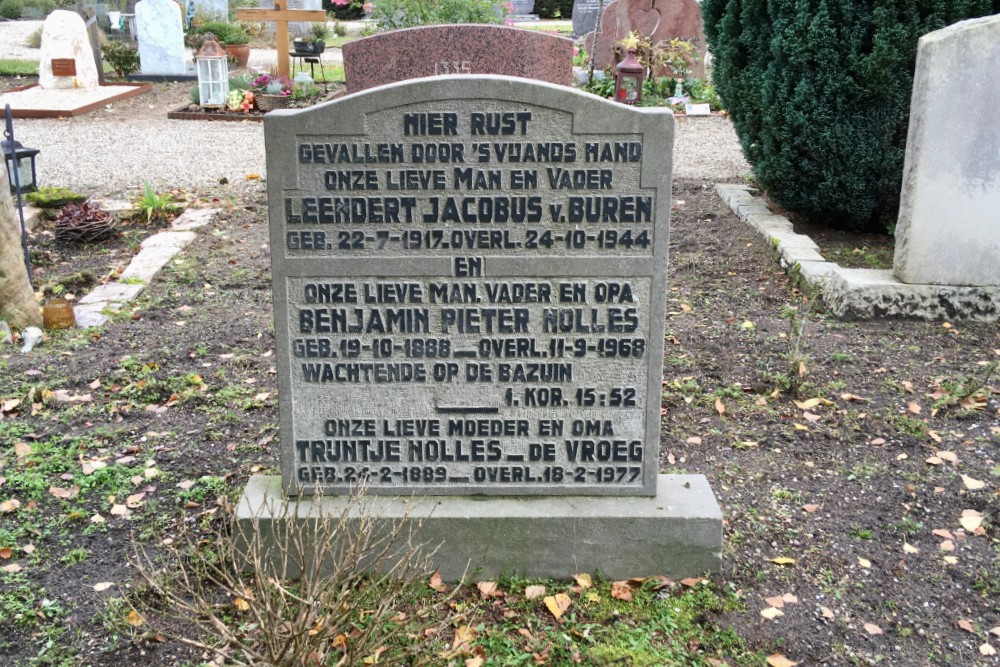 1335
HIER RUST
GEVALLEN DOOR 'S VIJANDS HAND
ONZE LIEVE MAN EN VADER
LEENDERT JACOBUS v. BUREN
GEB. 22-7-1917. OVERL. 24-10-1944
EN
ONZE LIEVE MAN. VADER EN OPA
BENJAMIN PIETER NOLLES
GEB. 19-10-1888 _ OVERL. 11-9-1968
WACHTENDE OP DE BAZUIN
1. KOR. 15:52
ONZE LIEVE MOEDER EN OMA
TRIJNTJE NOLLES _ DE VROEG
GEB. 24-2-1889 _ OVERL. 18-2-1977